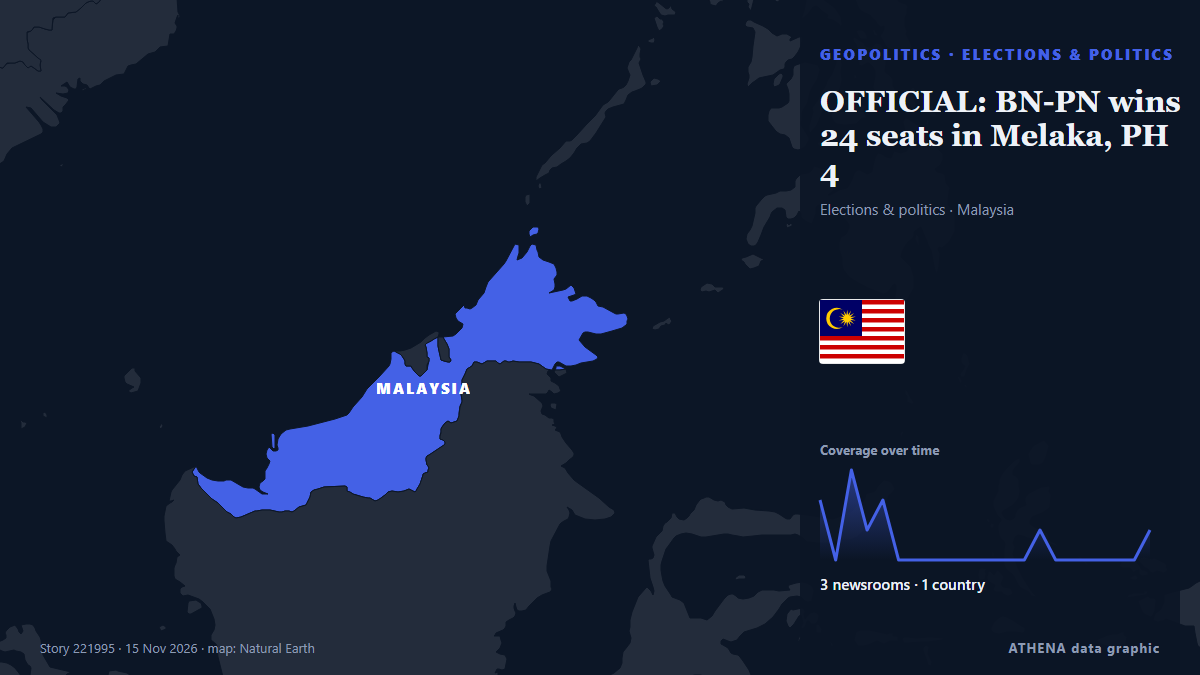 GEOPOLITICS · ELECTIONS & POLITICS
OFFICIAL: BN-PN wins
24 seats in Melaka, PH
4
Elections & politics · Malaysia
MALAYSIA
Coverage over time
3 newsrooms · 1 country
Story 221995 · 15 Nov 2026 · map: Natural Earth
ATHENA data graphic